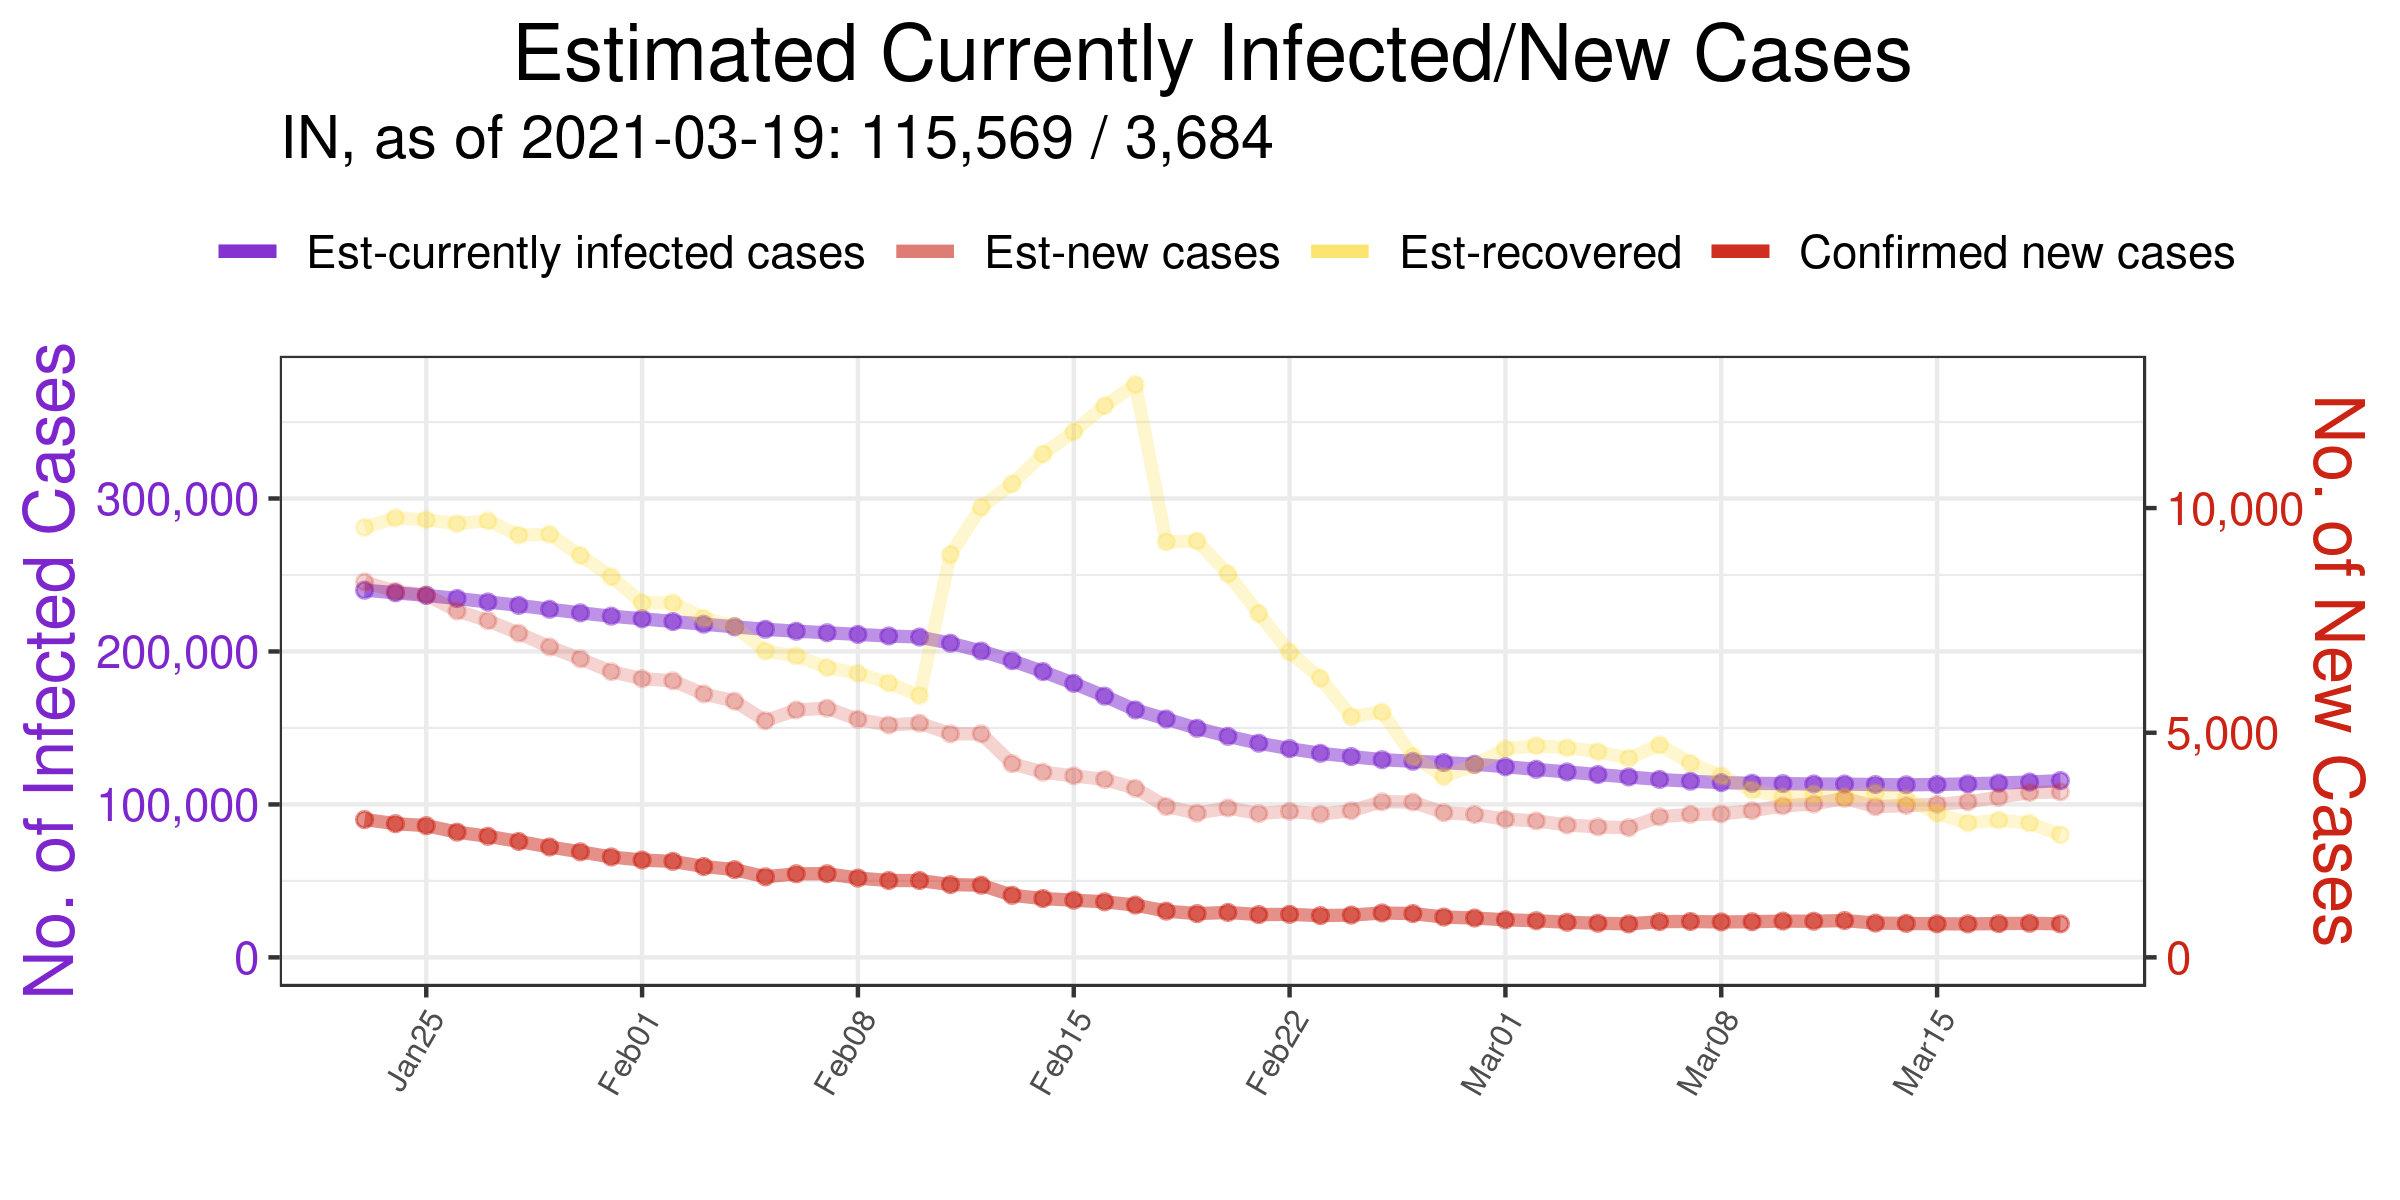 Estimated Currently Infected/New Cases
IN, as of 2021-03-19: 115,569 / 3,684
Est-currently infected cases Est-new cases Est-recovered Confirmed new cases
No. of Infected Cases
300,000
200,000
100,000
0
10,000
5,000
0
No. of New Cases
Jan25 Feb01 Feb08 Feb15 Feb22 Mar01 Mar08 Mar15